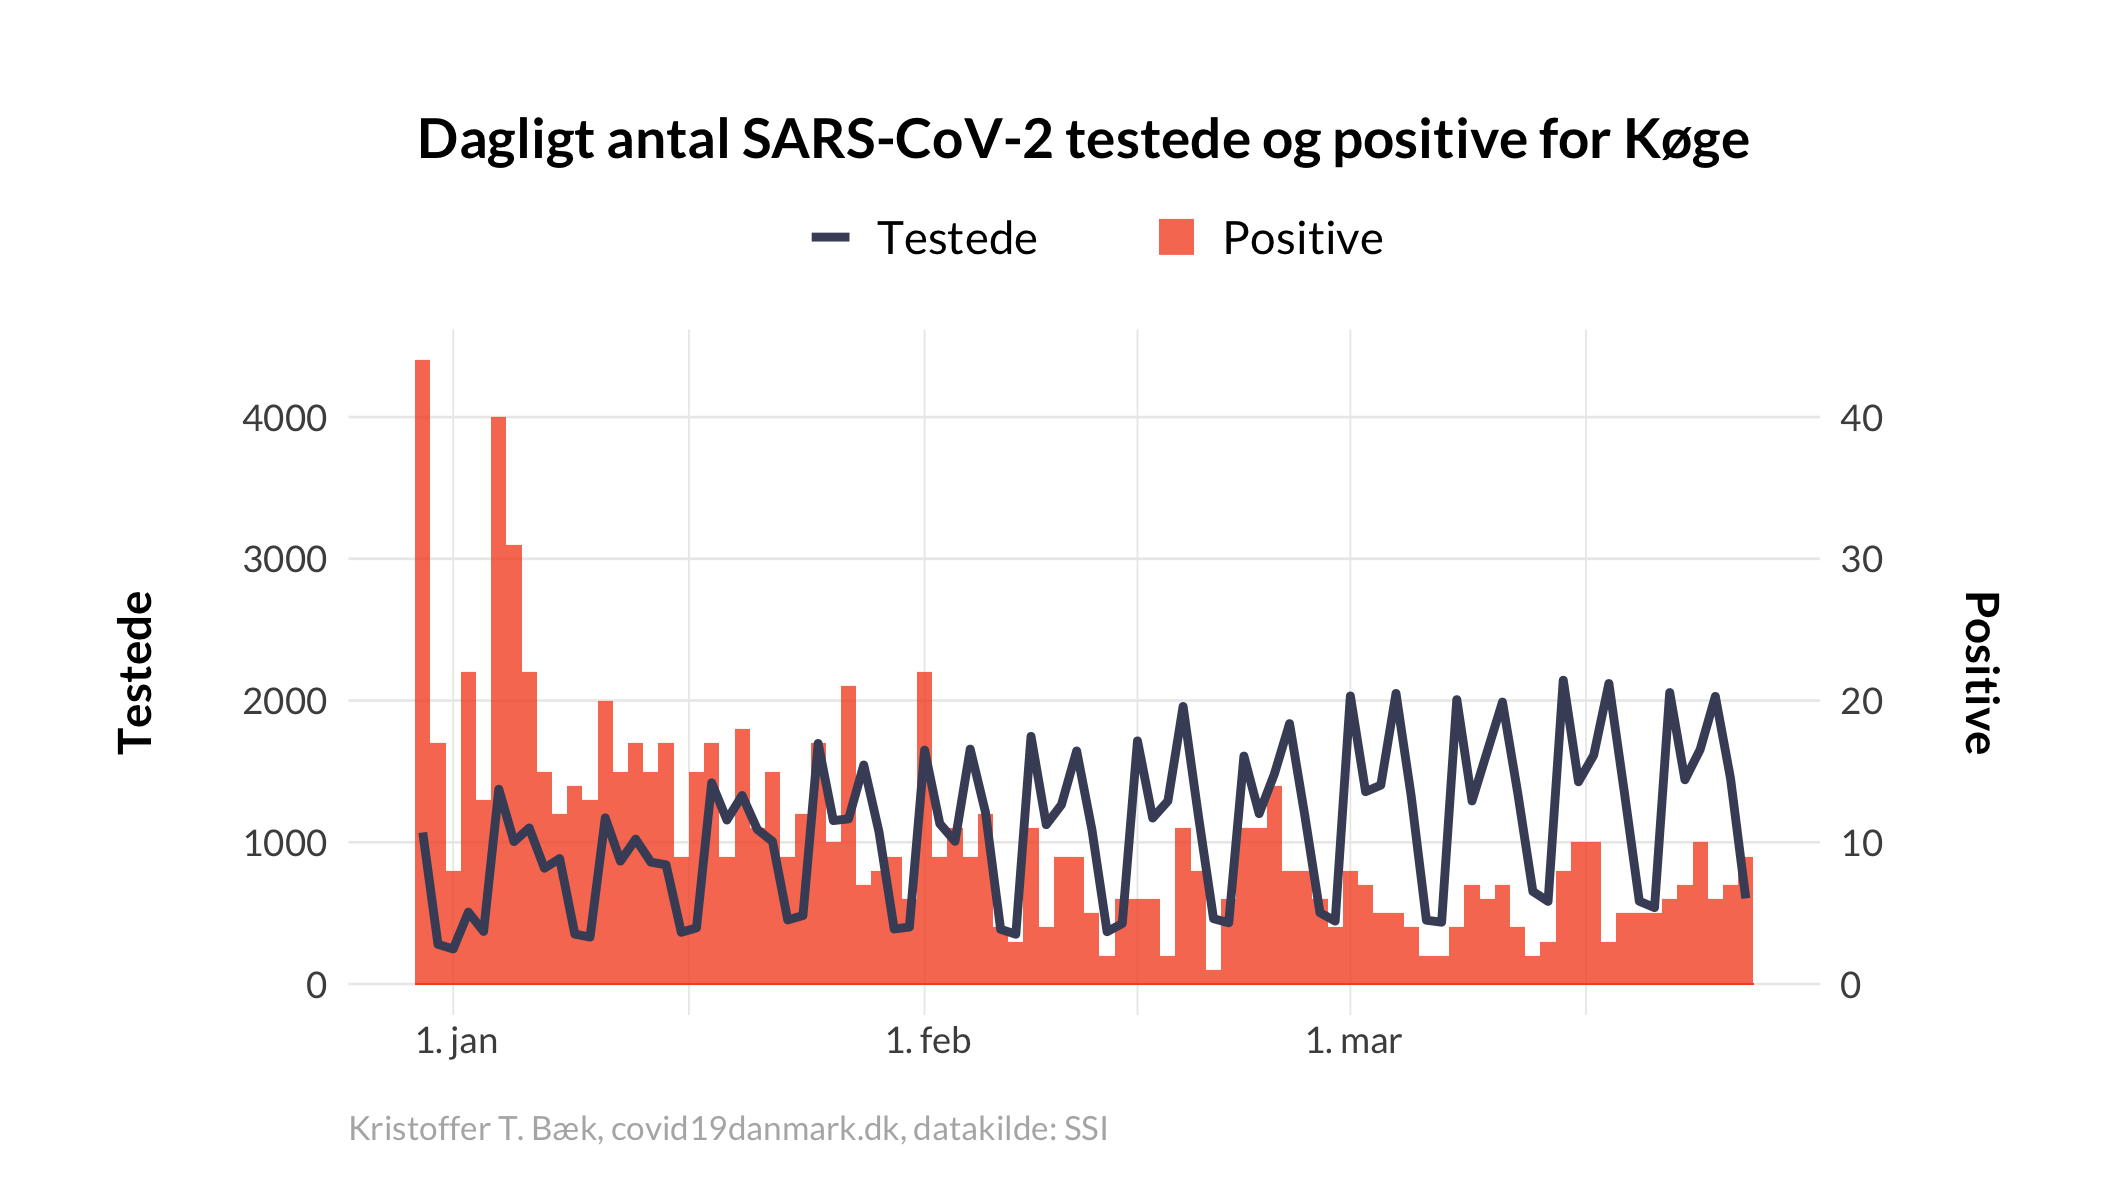 Dagligt antal SARS-CoV-2 testede og positive for Køge
Testede
Positive
4000
3000
2000
1000
0
Testede
40
30
20
10
0
Positive
1. jan
1. feb
1. mar
Kristoffer T. Bæk, covid19danmark.dk, datakilde: SSI